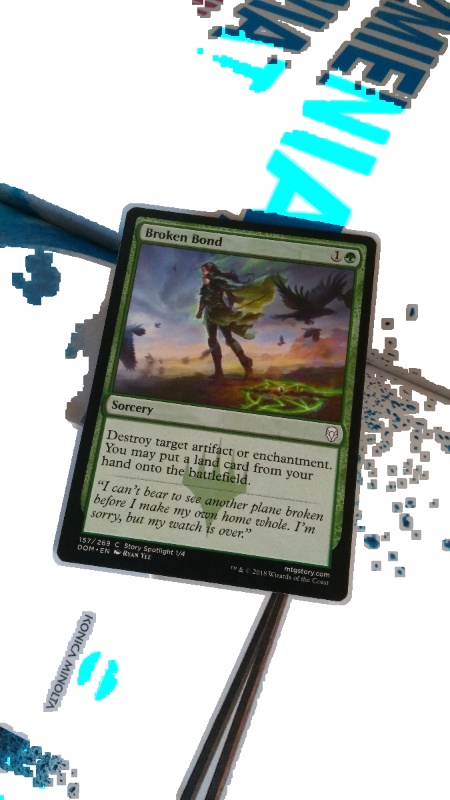 Broken Bond
1
Sorcery
Destroy target artifact or enchantment.
You may put a land card from your
hand onto the battlefield.
“I can’t bear to see another plane broken
before I make my own home whole. I’m
sorry, but my watch is over.”
157/269 C Story Spotlight 1/4
DOM • EN Ryan Yee
mtgstory.com
™ & © 2018 Wizards of the Coast
KONICA MINOLTA